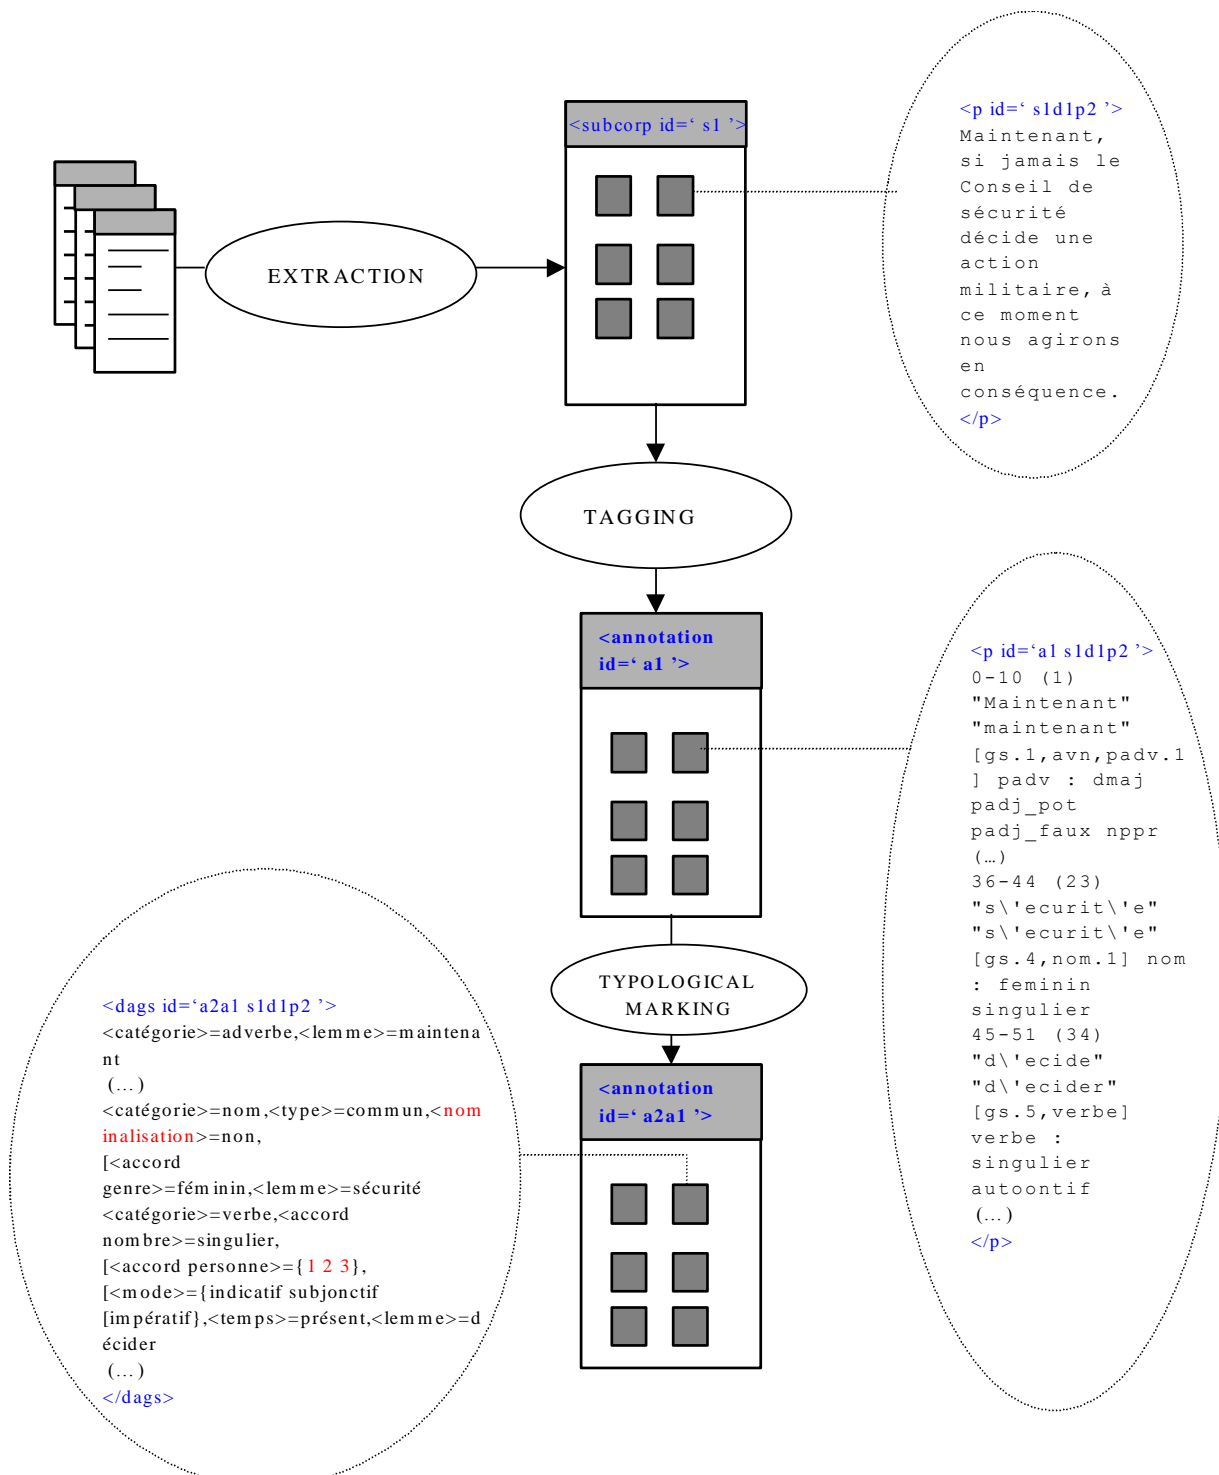 <subcorp id=‘ s1 ’>
EXTRACTION
<p id=‘ s1d1p2 ’>
Maintenant,
si jamais le
Conseil de
sécurité
décide une
action
militaire, à
ce moment
nous agirons
en
conséquence.
</p>
TAGGING
<annotation
id=‘ a1 ’>
<p id=‘a1 s1d1p2 ’>
0-10 (1)
"Maintenant"
"maintenant"
[gs.1,avn,padv.1
] padv : dmaj
padj_pot
padj_faux nppr
(…)
36-44 (23)
"s\'ecurit\'e"
"s\'ecurit\'e"
[gs.4,nom.1] nom
: feminin
singulier
45-51 (34)
"d\'ecide"
"d\'ecider"
[gs.5,verbe]
verbe :
singulier
autoontif
(…)
</p>
TYPOLOGICAL
MARKING
<annotation
id=‘ a2a1 ’>
<dags id=‘a2a1 s1d1p2 ’>
<catégorie>=adverbe,<lemme>=maintena
nt
(…)
<catégorie>=nom,<type>=commun,<nom
inalisation>=non,
[<accord
genre>=féminin,<lemme>=sécurité
<catégorie>=verbe,<accord
nombre>=singulier,
[<accord personne>={1 2 3},
[<mode>={indicatif subjonctif
[impératif},<temps>=présent,<lemme>=d
écider
(…)
</dags>